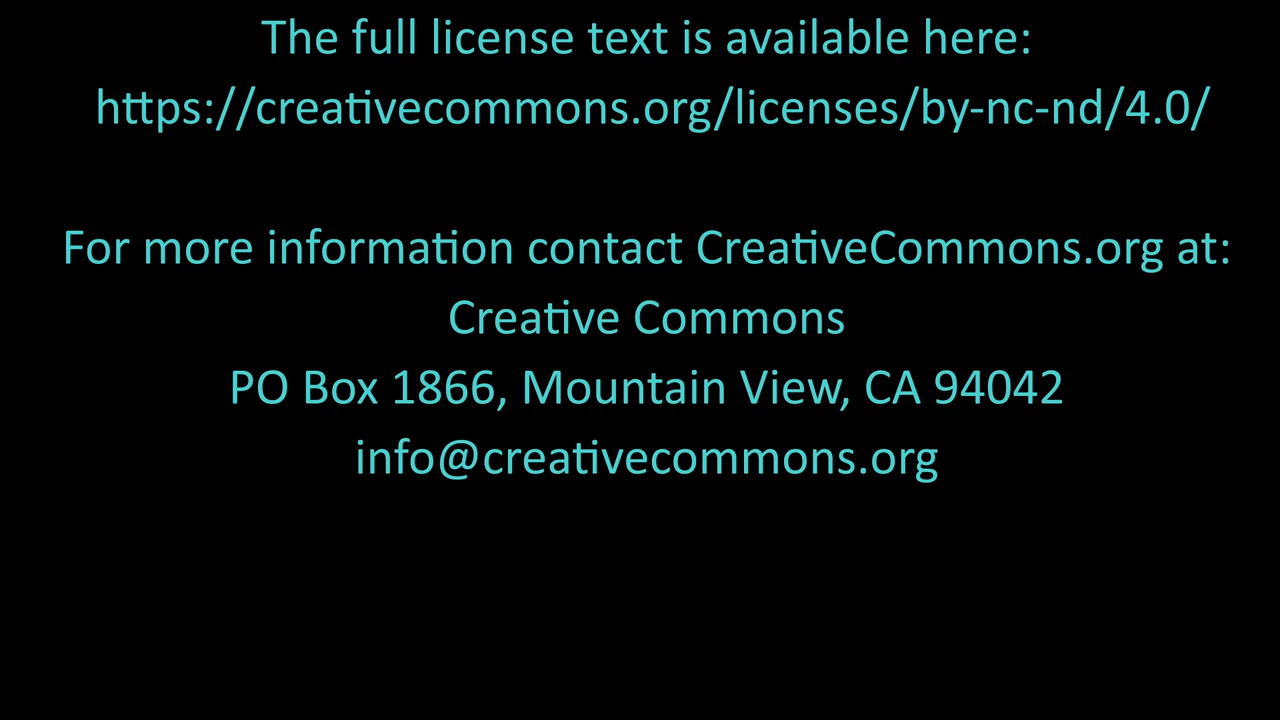 The full license text is available here:
https://creativecommons.org/licenses/by-nc-nd/4.0/
For more information contact CreativeCommons.org at:
Creative Commons
PO Box 1866, Mountain View, CA 94042
info@creativecommons.org